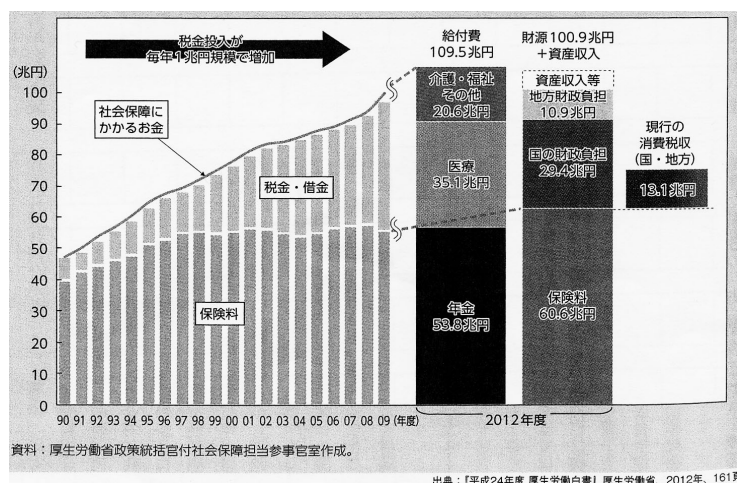 税金投入が
毎年1兆円規模で増加
(兆円)
100
90
80
70
60
50
40
30
20
10
0
社会保障に
かかるお金
税金・借金
保険料
90 91 92 93 94 95 96 97 98 99 00 01 02 03 04 05 06 07 08 09 (年度)
給付費
109.5兆円
介護・福祉
その他
20.6兆円
医療
35.1兆円
年金
53.8兆円
財源100.9兆円
+資産収入
資産収入等
地方財政負担
10.9兆円
国の財政負担
29.4兆円
保険料
60.6兆円
現行の
消費税収
(国・地方)
13.1兆円
2012年度
資料:厚生労働省政策統括官付社会保障担当参事官室作成。
出典:『平成24年度 厚生労働白書』厚生労働省、2012年、161頁